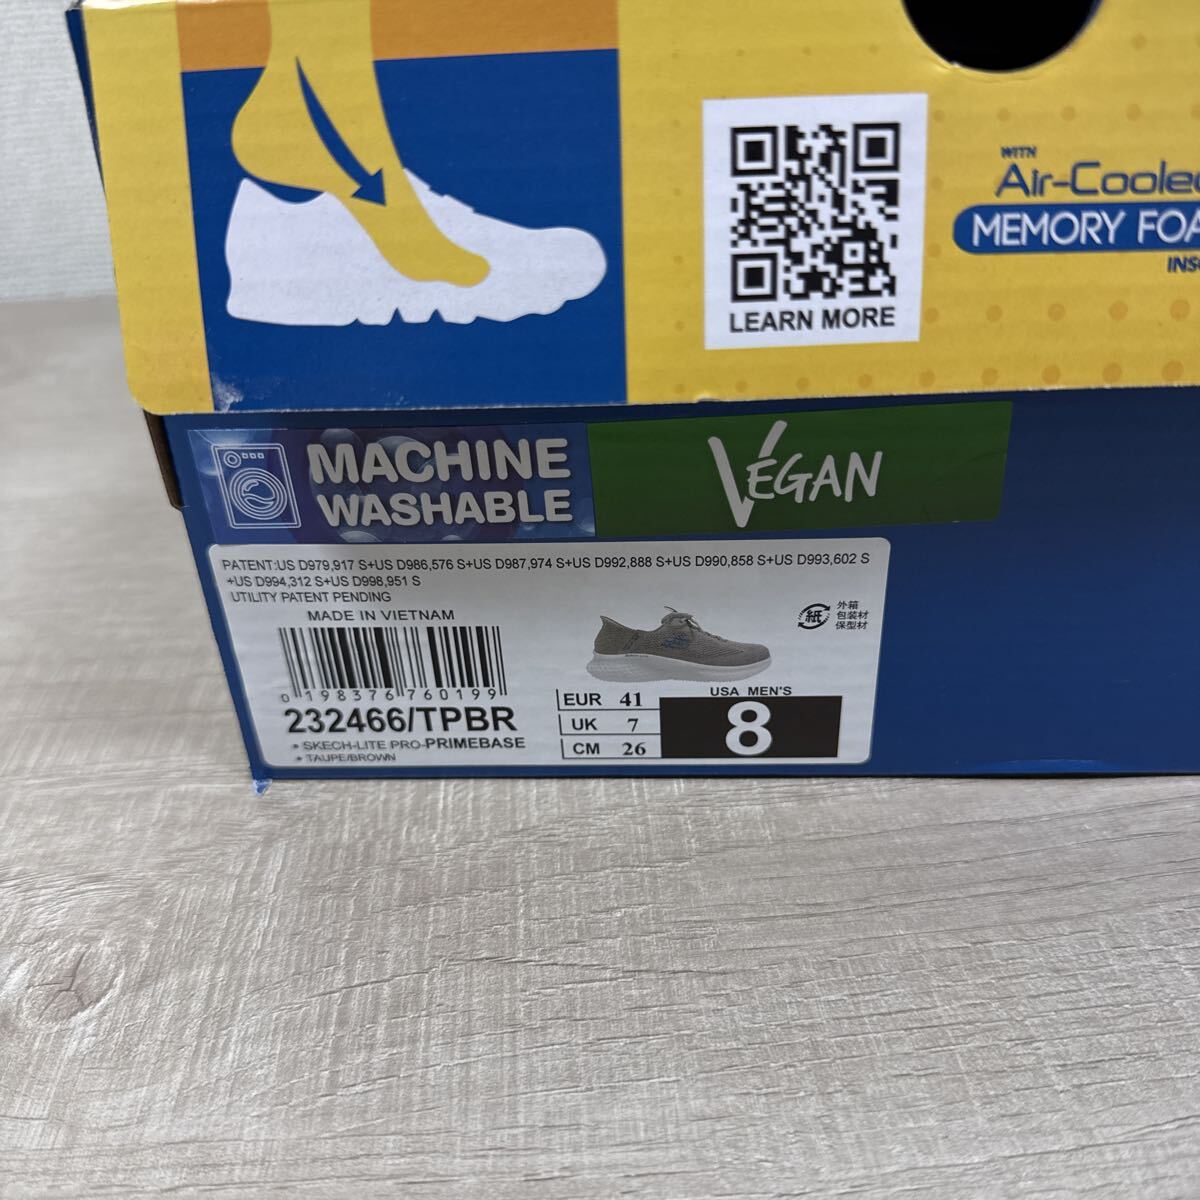 LEARN MORE
WITH
Air-Cooled
MEMORY
MACHINE
WASHABLE
VEGAN
PATENT:US D979,917 S+US D986,576 S+US D987,974 S+US D992,888 S+US D990,858 S+US D993,602 S
+US D994,312 S+US D998,951 S
UTILITY PATENT PENDING
MADE IN VIETNAM
0 198376 760199
232466/TPBR
SKECH-LITE PRO-PRIMEBASE
TAUPE/BROWN
紙
外箱
包装材
保型材
EUR 41
UK 7
CM 26
USA MEN'S
8